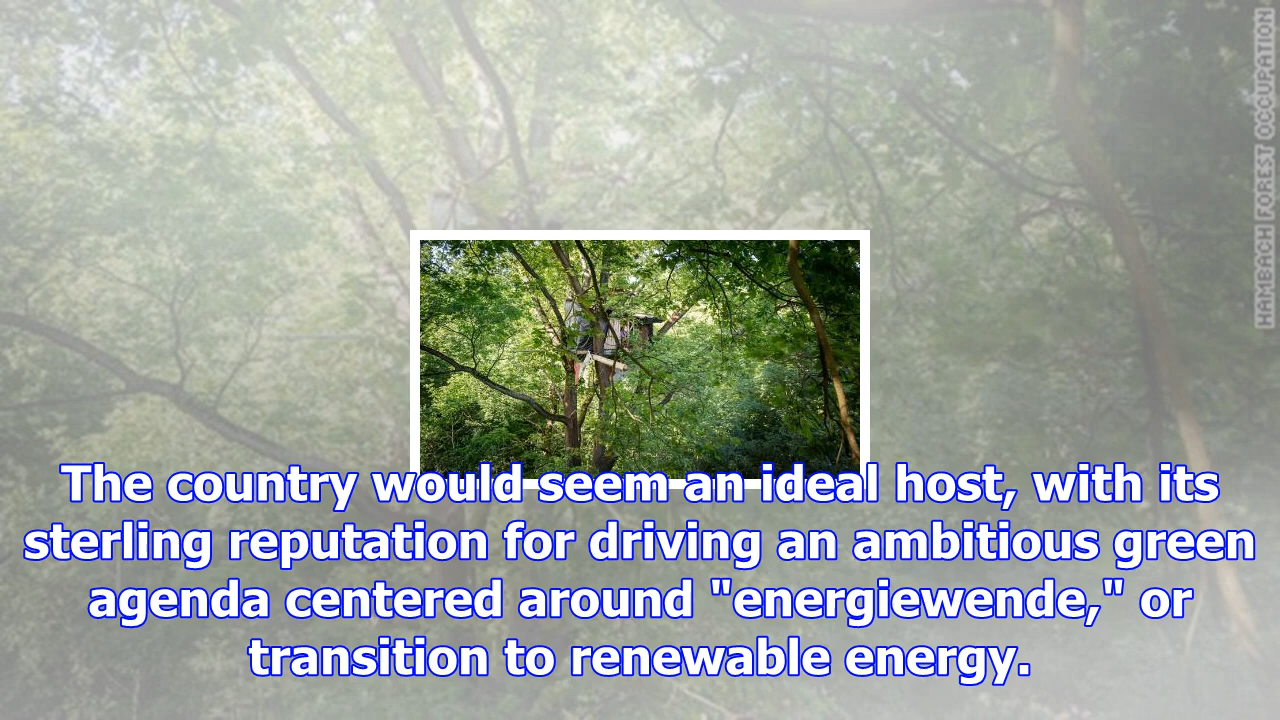 HAMBACH FOREST OCCUPATION
The country would seem an ideal host, with its
sterling reputation for driving an ambitious green
agenda centered around "energiewende," or
transition to renewable energy.